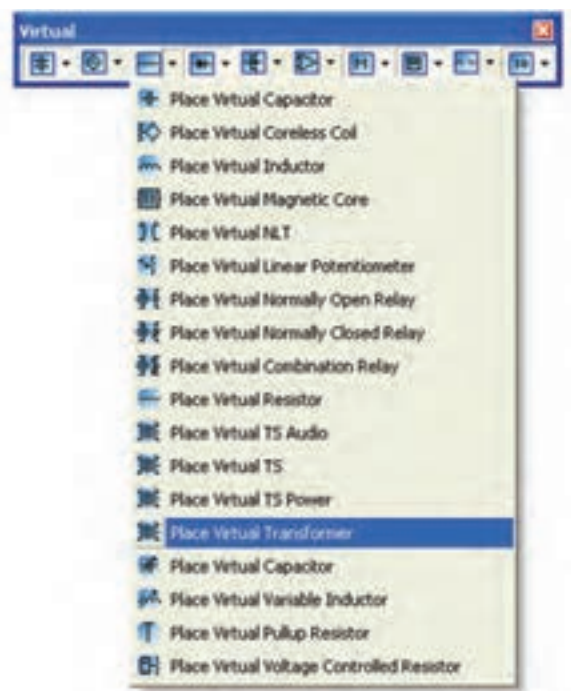 Virtual
Place Virtual Capacitor
Place Virtual Coreless Coil
Place Virtual Inductor
Place Virtual Magnetic Core
Place Virtual NLT
Place Virtual Linear Potentiometer
Place Virtual Normally Open Relay
Place Virtual Normally Closed Relay
Place Virtual Combination Relay
Place Virtual Resistor
Place Virtual TS Audio
Place Virtual TS
Place Virtual TS Power
Place Virtual Transformer
Place Virtual Capacitor
Place Virtual Variable Inductor
Place Virtual Pullup Resistor
Place Virtual Voltage Controlled Resistor